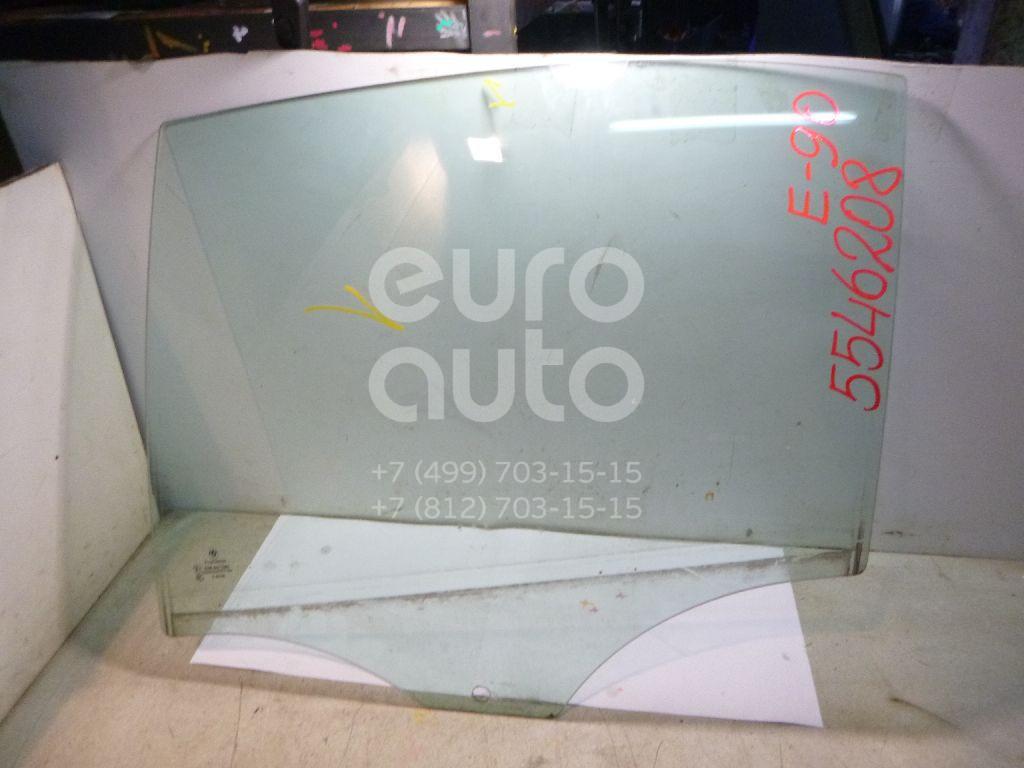 E-90
5546208
euro
auto
+7 (499) 703-15-15
+7 (812) 703-15-15